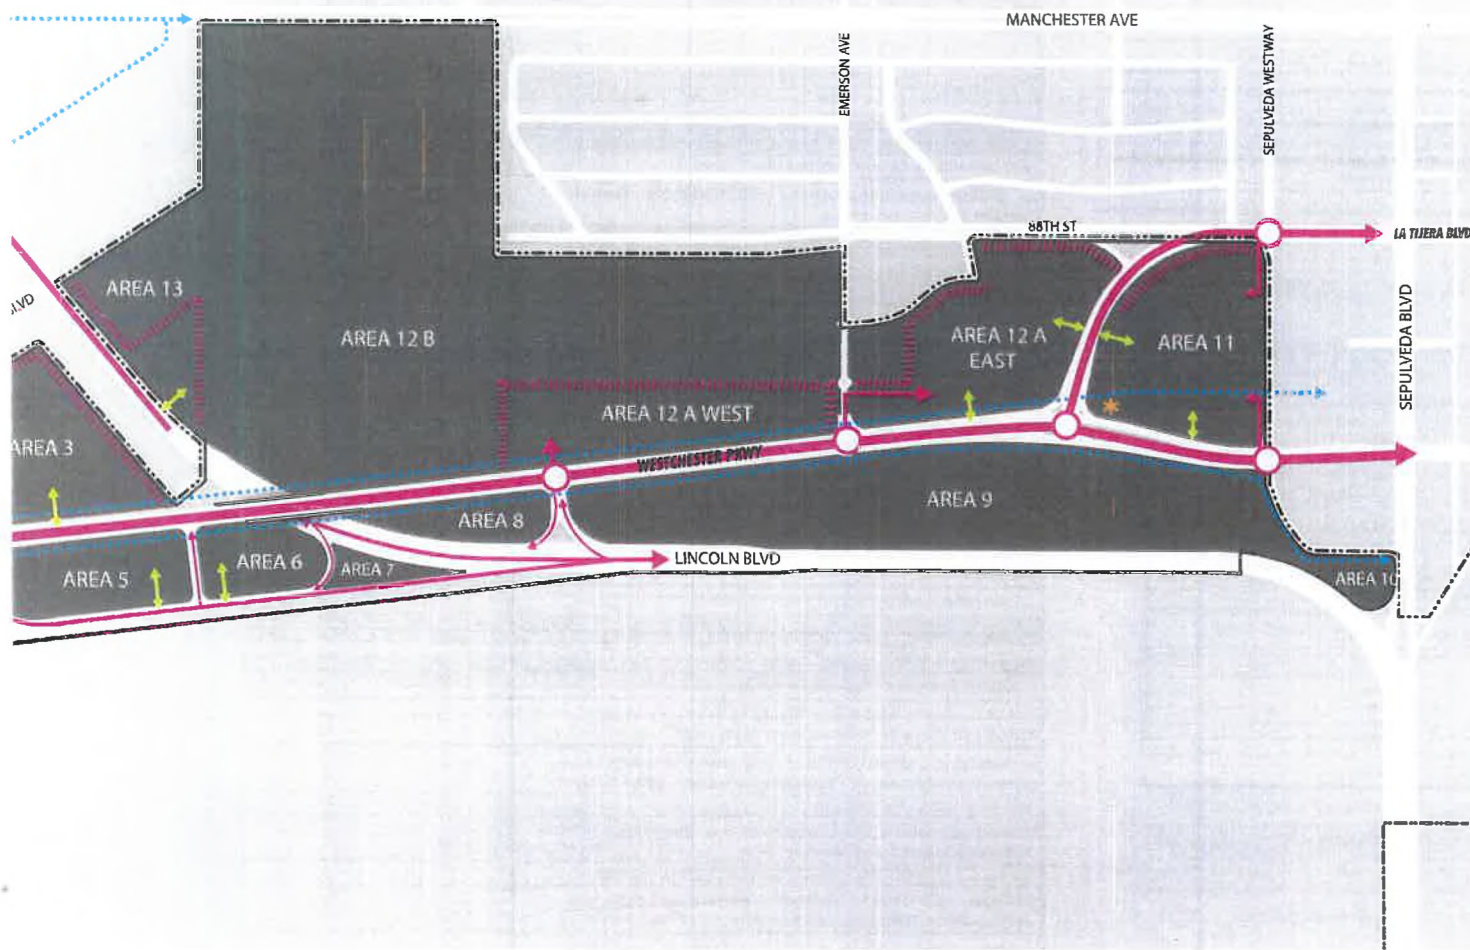 MANCHESTER AVE
EMERSON AVE
SEPULVEDA WESTWAY
88TH ST
LA TIJERA BLVD
AREA 13
BLVD
SEPULVEDA BLVD
AREA 12 B
AREA 12 A
EAST
AREA 11
AREA 12 A WEST
AREA 3
WESTCHESTER PKWY
AREA 9
AREA 8
AREA 6
AREA 7
LINCOLN BLVD
AREA 5
AREA 10